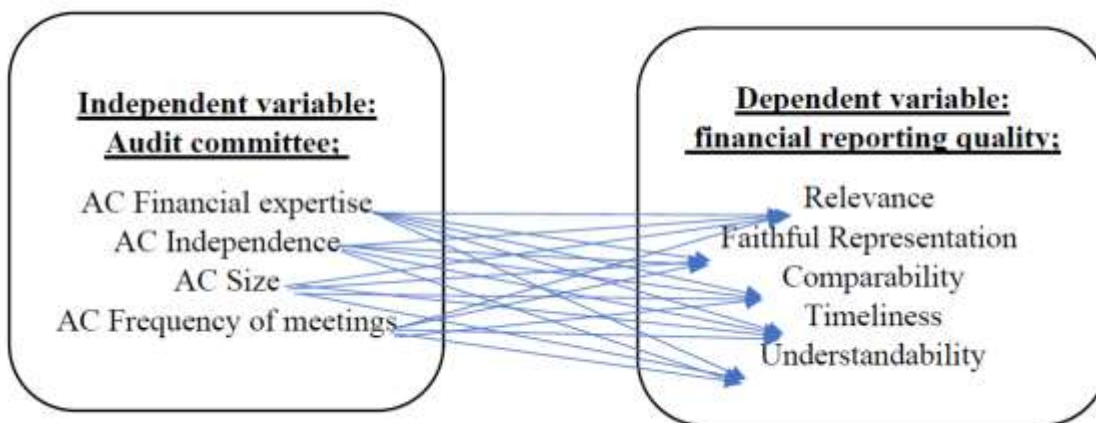 Independent variable:
Audit committee;
AC Financial expertise
AC Independence
AC Size
AC Frequency of meetings
Dependent variable:
financial reporting quality;
Relevance
Faithful Representation
Comparability
Timeliness
Understandability